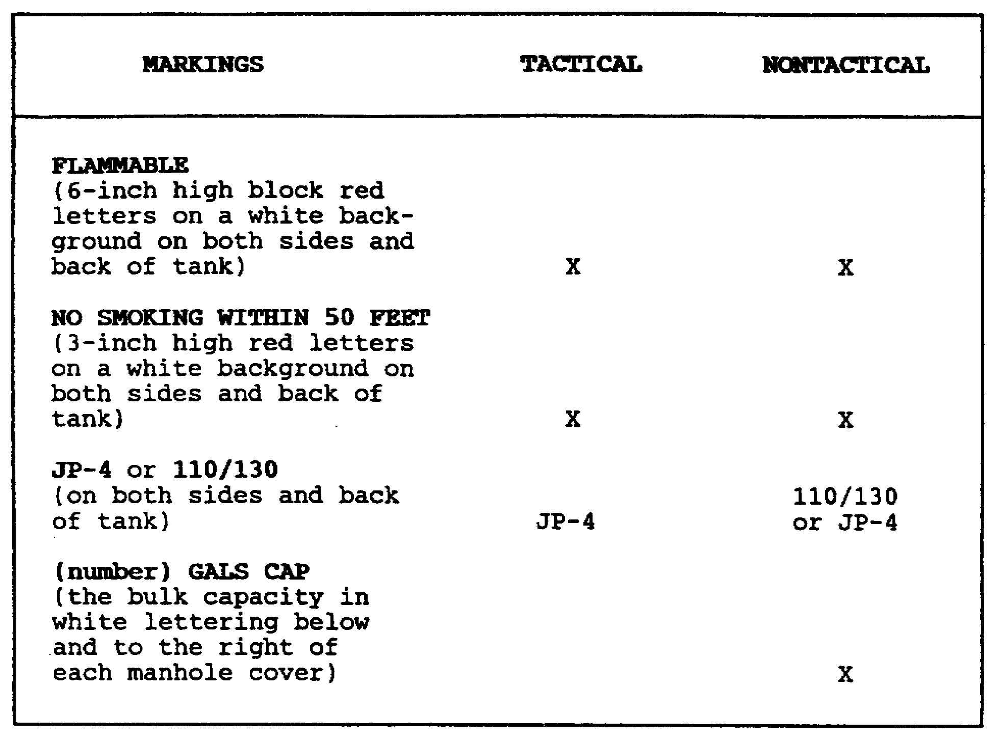 MARKINGS TACTICAL NONTACTICAL
FLAMMABLE
(6-inch high block red
letters on a white back-
ground on both sides and
back of tank) X X
NO SMOKING WITHIN 50 FEET
(3-inch high red letters
on a white background on
both sides and back of
tank) X X
JP-4 or 110/130
(on both sides and back 110/130
of tank) JP-4 or JP-4
(number) GALS CAP
(the bulk capacity in
white lettering below
and to the right of
each manhole cover) X